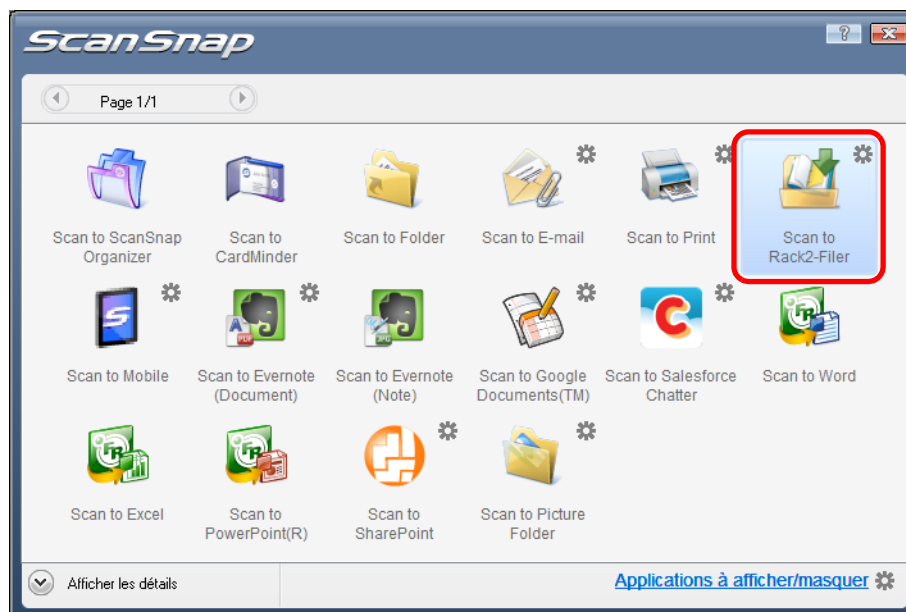 ScanSnap
?
Page 1/1
Scan to ScanSnap
Organizer
Scan to
CardMinder
Scan to Folder
Scan to E-mail
Scan to Print
Scan to
Rack2-Filer
Scan to Mobile
Scan to Evernote
(Document)
Scan to Evernote
(Note)
Scan to Google
Documents(TM)
Scan to Salesforce
Chatter
Scan to Word
Scan to Excel
Scan to
PowerPoint(R)
Scan to
SharePoint
Scan to Picture
Folder
Afficher les détails
Applications à afficher/masquer